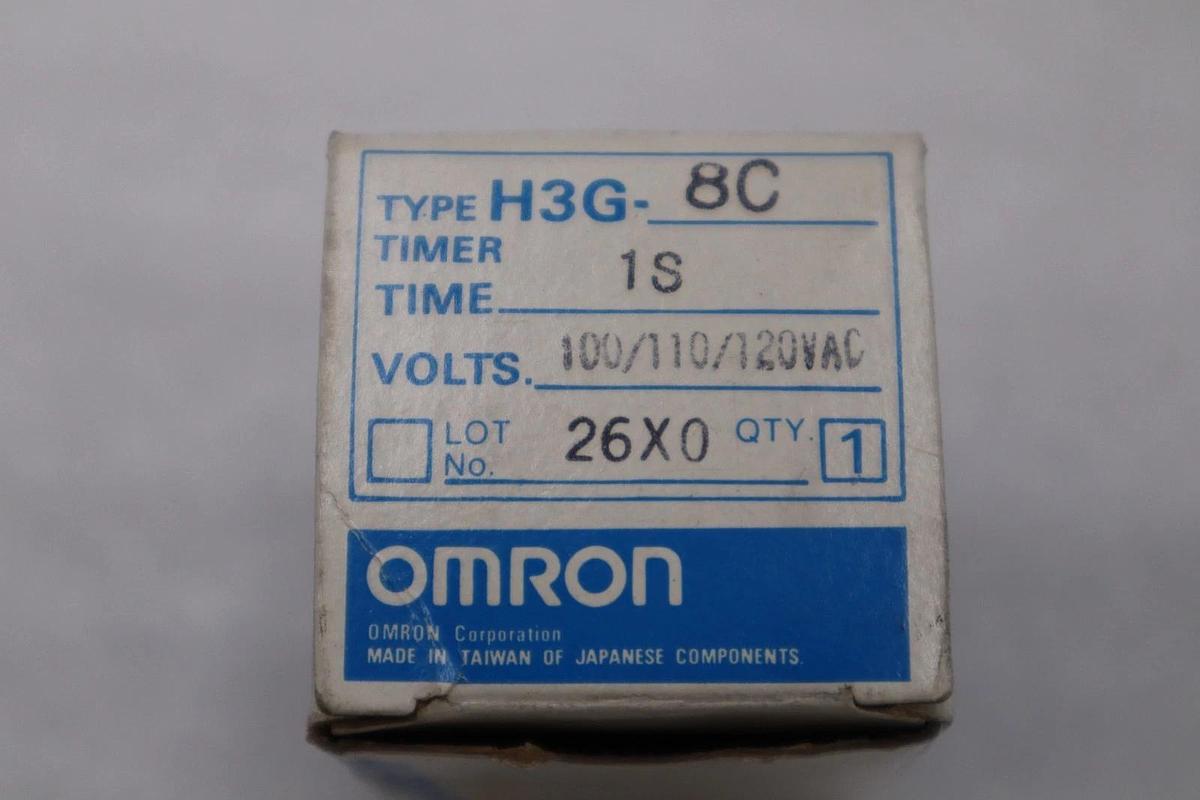 TYPE H3G- 8C
TIMER
TIME 1S
VOLTS. 100/110/120VAC
LOT No. 26X0 QTY. 1
OMRON
OMRON Corporation
MADE IN TAIWAN OF JAPANESE COMPONENTS.